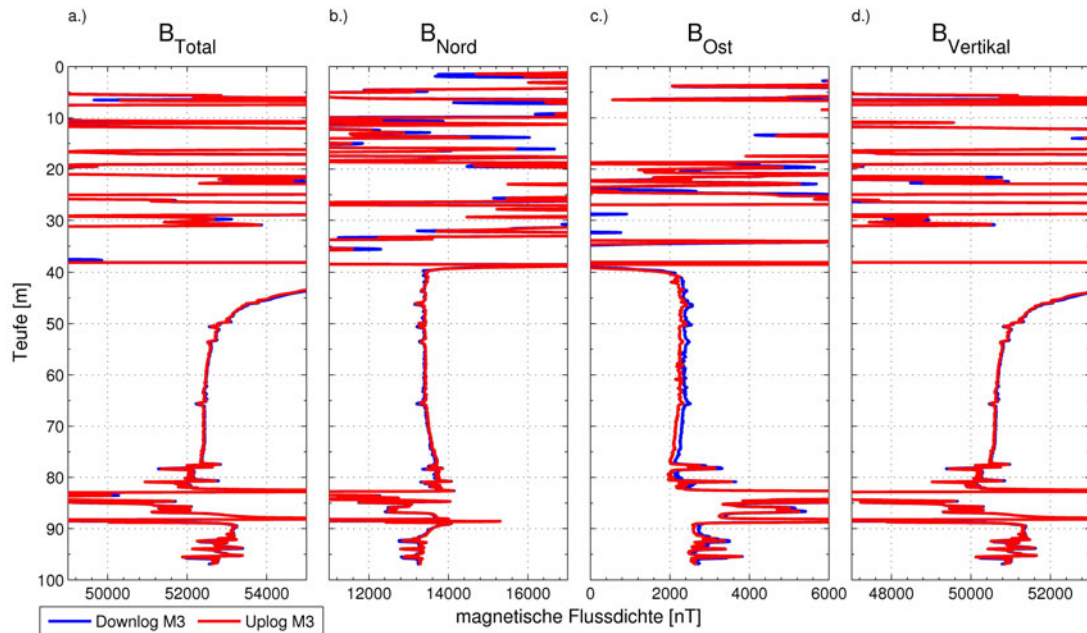 a.) b.) c.) d.)
B_Total B_Nord B_Ost B_Vertikal
0
10
20
30
40
50
60
70
80
90
100
Teufe [m]
50000 52000 54000 12000 14000 16000 0 2000 4000 6000 48000 50000 52000
magnetische Flussdichte [nT]
Downlog M3 Uplog M3